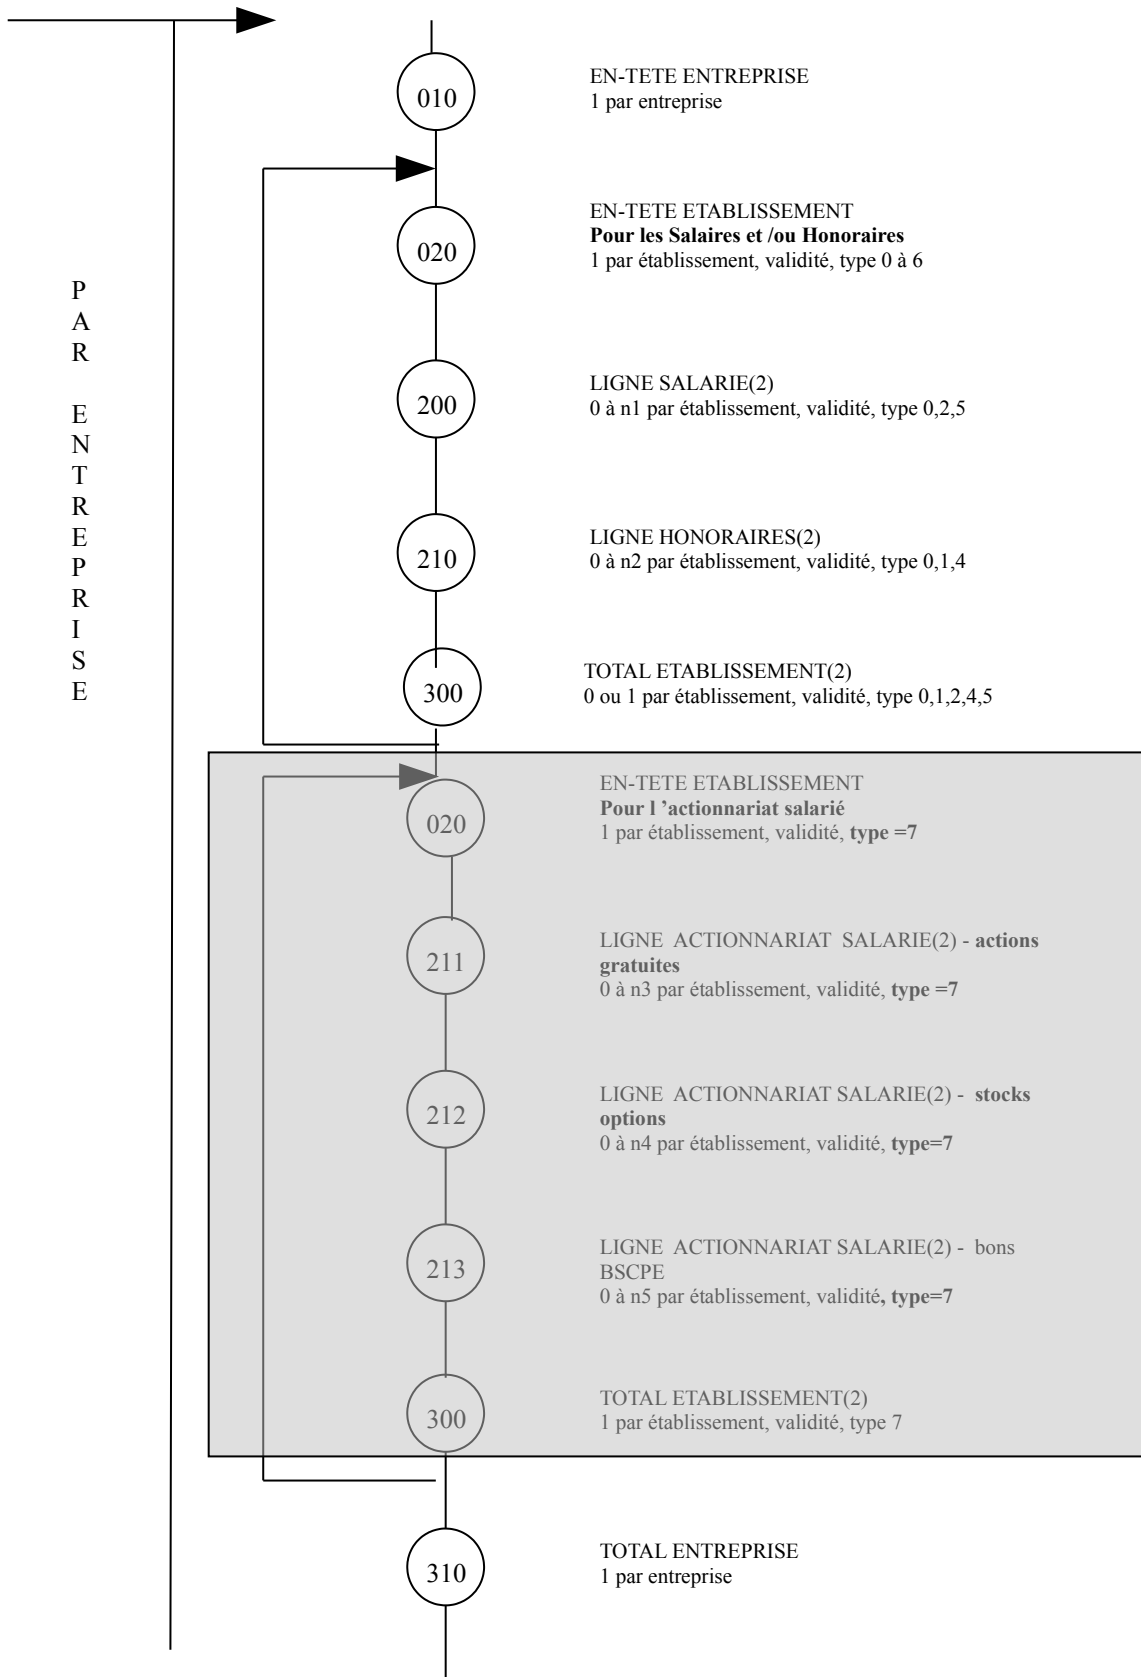 010
EN-TETE ENTREPRISE
1 par entreprise
020
EN-TETE ETABLISSEMENT
Pour les Salaires et /ou Honoraires
1 par établissement, validité, type 0 à 6
P
A
R
E
N
T
R
E
P
R
I
S
E
200
LIGNE SALARIE(2)
0 à n1 par établissement, validité, type 0,2,5
210
LIGNE HONORAIRES(2)
0 à n2 par établissement, validité, type 0,1,4
300
TOTAL ETABLISSEMENT(2)
0 ou 1 par établissement, validité, type 0,1,2,4,5
020
EN-TETE ETABLISSEMENT
Pour l ’actionnariat salarié
1 par établissement, validité, type =7
211
LIGNE ACTIONNARIAT SALARIE(2) - actions
gratuites
0 à n3 par établissement, validité, type =7
212
LIGNE ACTIONNARIAT SALARIE(2) - stocks
options
0 à n4 par établissement, validité, type=7
213
LIGNE ACTIONNARIAT SALARIE(2) - bons
BSCPE
0 à n5 par établissement, validité, type=7
300
TOTAL ETABLISSEMENT(2)
1 par établissement, validité, type 7
310
TOTAL ENTREPRISE
1 par entreprise